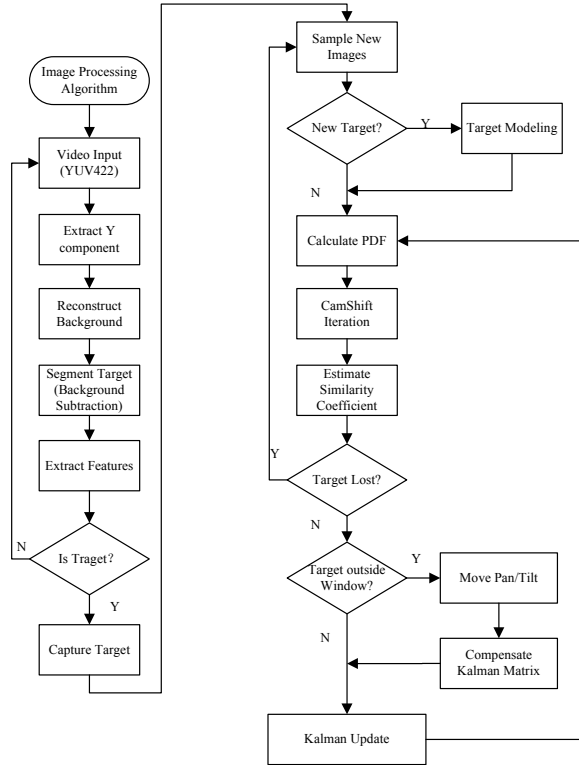 Image Processing
Algorithm
Video Input
(YUV422)
Extract Y
component
Reconstruct
Background
Segment Target
(Background
Subtraction)
Extract Features
N
Is Traget?
Y
Capture Target
Sample New
Images
New Target?
Y
Target Modeling
N
Calculate PDF
CamShift
Iteration
Estimate
Similarity
Coefficient
Y
Target Lost?
N
Target outside
Window?
Y
Move Pan/Tilt
N
Compensate
Kalman Matrix
Kalman Update